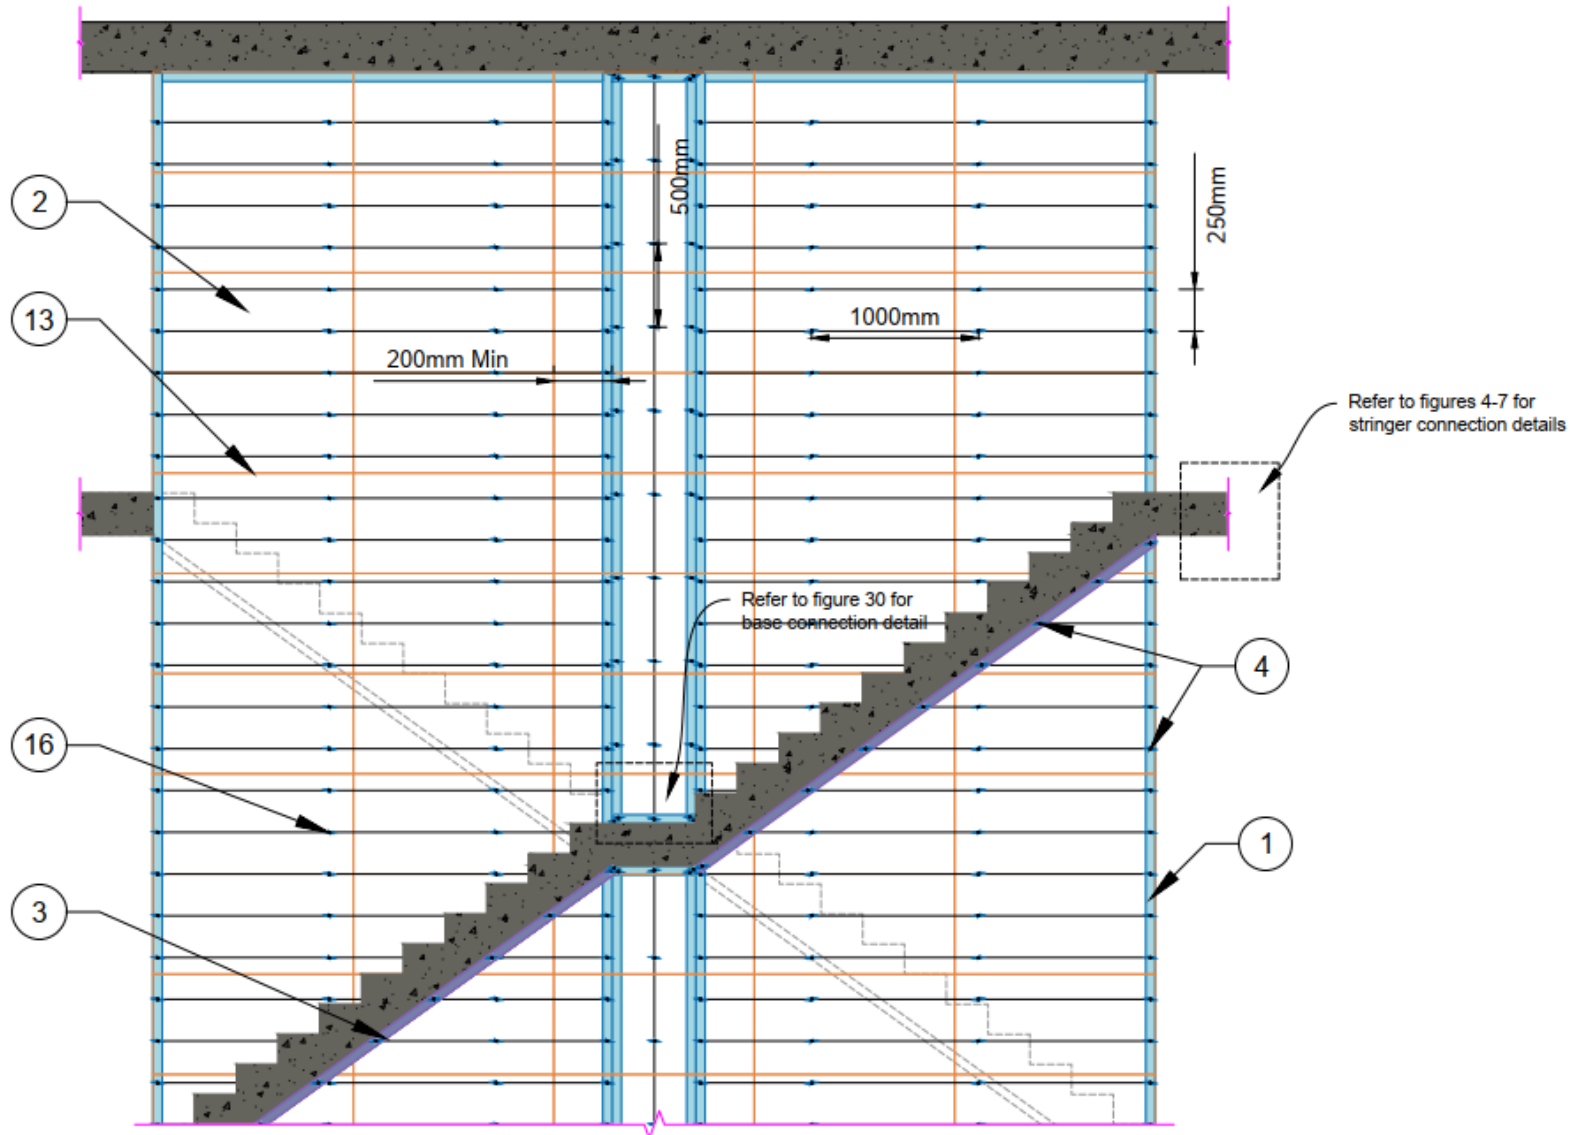 2
500mm
250mm
13
1000mm
200mm Min
Refer to figures 4-7 for
stringer connection details
Refer to figure 30 for
base connection detail
4
16
1
3